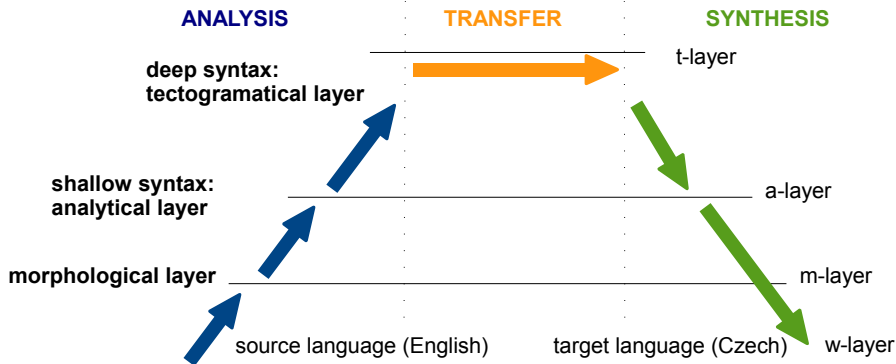 ANALYSIS
TRANSFER
SYNTHESIS
deep syntax:
tectogramatical layer
t-layer
shallow syntax:
analytical layer
a-layer
morphological layer
m-layer
source language (English)
target language (Czech)
w-layer